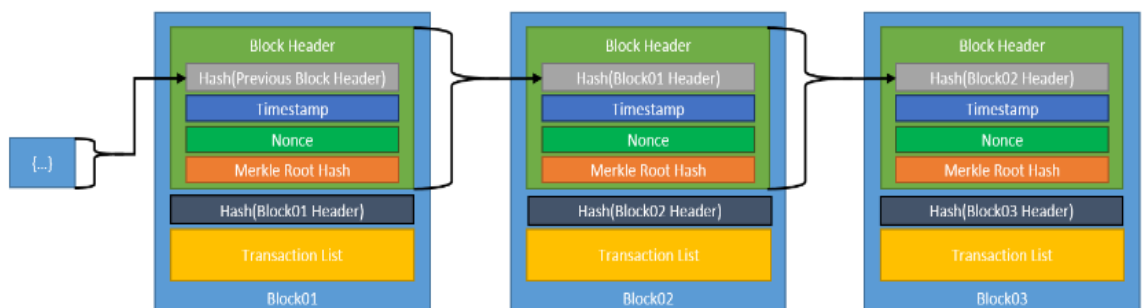 {...}
Block Header
Hash(Previous Block Header)
Timestamp
Nonce
Merkle Root Hash
Hash(Block01 Header)
Transaction List
Block01
Block Header
Hash(Block01 Header)
Timestamp
Nonce
Merkle Root Hash
Hash(Block02 Header)
Transaction List
Block02
Block Header
Hash(Block02 Header)
Timestamp
Nonce
Merkle Root Hash
Hash(Block03 Header)
Transaction List
Block03